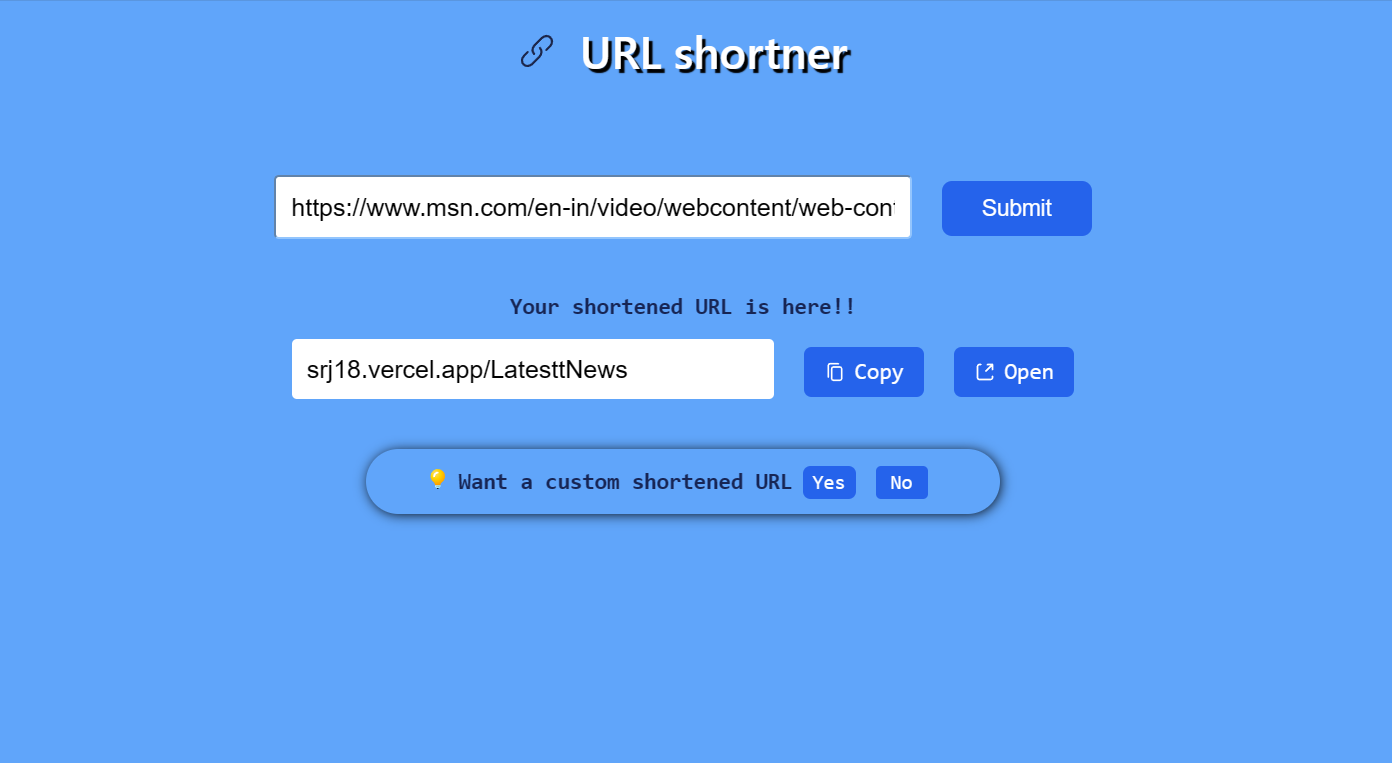 URL shortner
https://www.msn.com/en-in/video/webcontent/web-con
Submit
Your shortened URL is here!!
srj18.vercel.app/LatesttNews
Copy
Open
Want a custom shortened URL Yes No